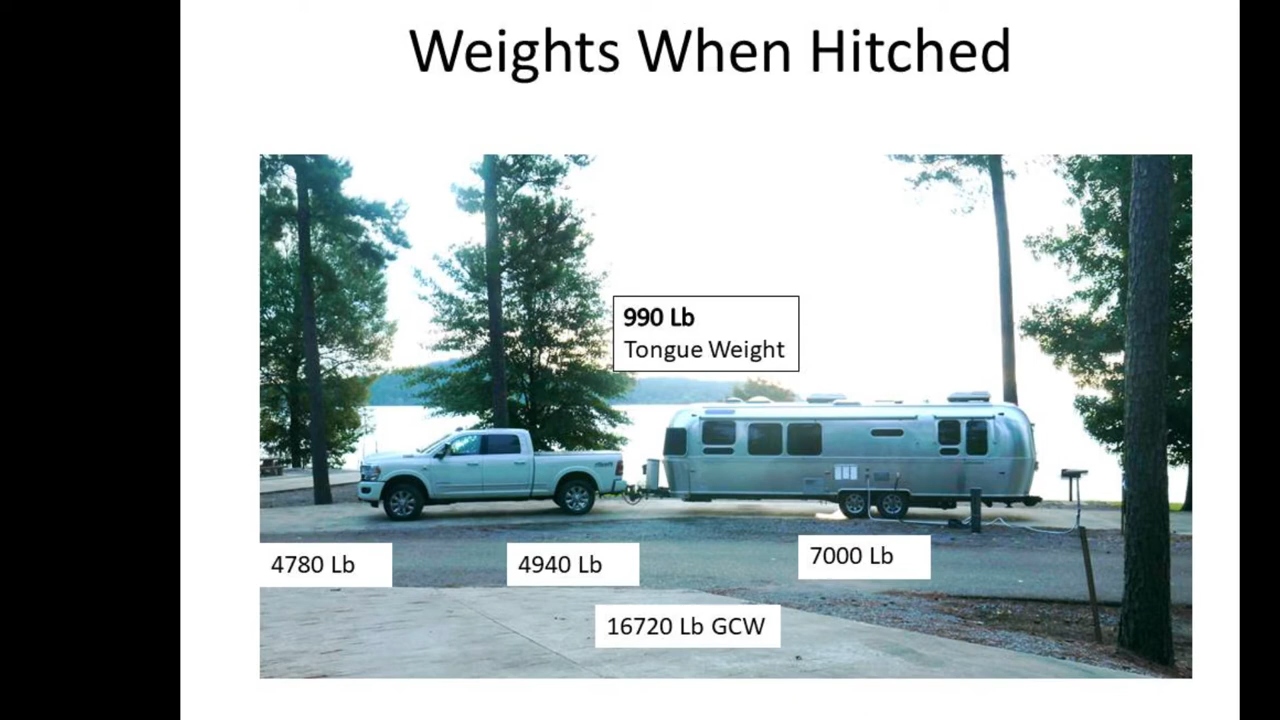 Weights When Hitched
990 Lb
Tongue Weight
4780 Lb
4940 Lb
7000 Lb
16720 Lb GCW